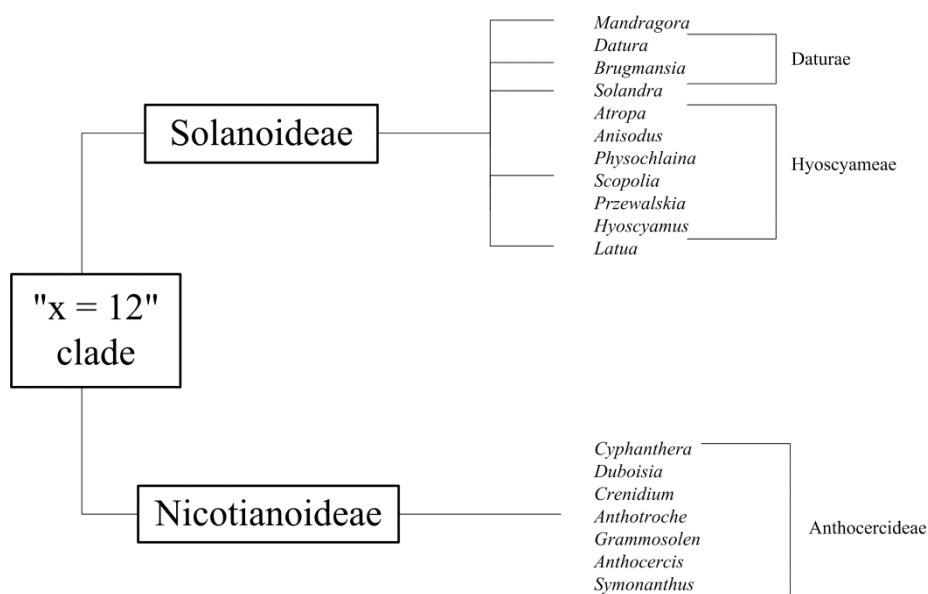 Mandragora
Datura
Daturae
Brugmansia
Solandra
Solanoideae
Atropa
Anisodus
Physochlaina
Hyoscyameae
Scopolia
Przewalskia
Hyoscyamus
Latua
"x = 12"
clade
Cyphanthera
Duboisia
Crenidium
Nicotianoideae
Anthotroche
Grammosolen
Anthocercideae
Anthocercis
Symonanthus